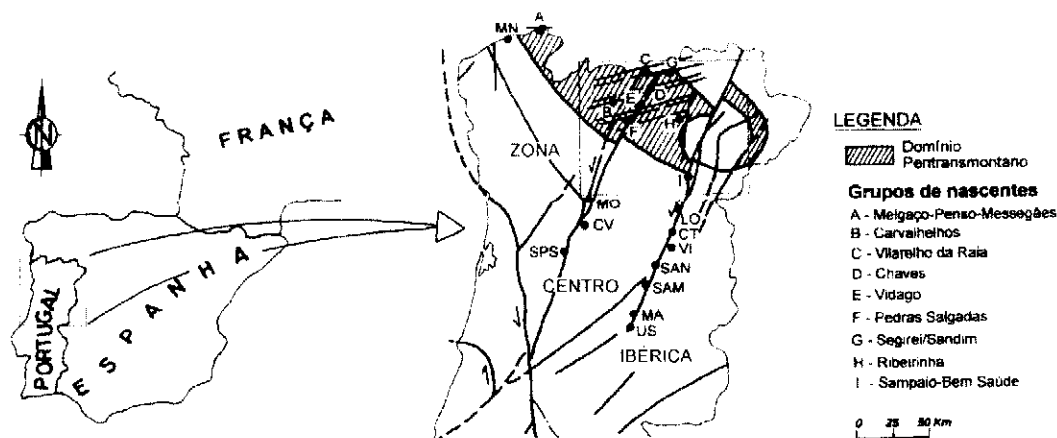 N
FRANÇA
PORTUGAL
ESPANHA
MN
A
C
G
D
E
B
F
H
ZONA
I
MO
CV
LO
CT
VI
SPS
SAN
CENTRO
SAM
MA
US
IBÉRICA
LEGENDA
Domínio
Peritransmontano
Grupos de nascentes
A - Melgaço-Penso-Messegães
B - Carvalhelhos
C - Vilarelho da Raia
D - Chaves
E - Vidago
F - Pedras Salgadas
G - Segirei/Sandim
H - Ribeirinha
I - Sampaio-Bem Saúde
0 25 50 Km